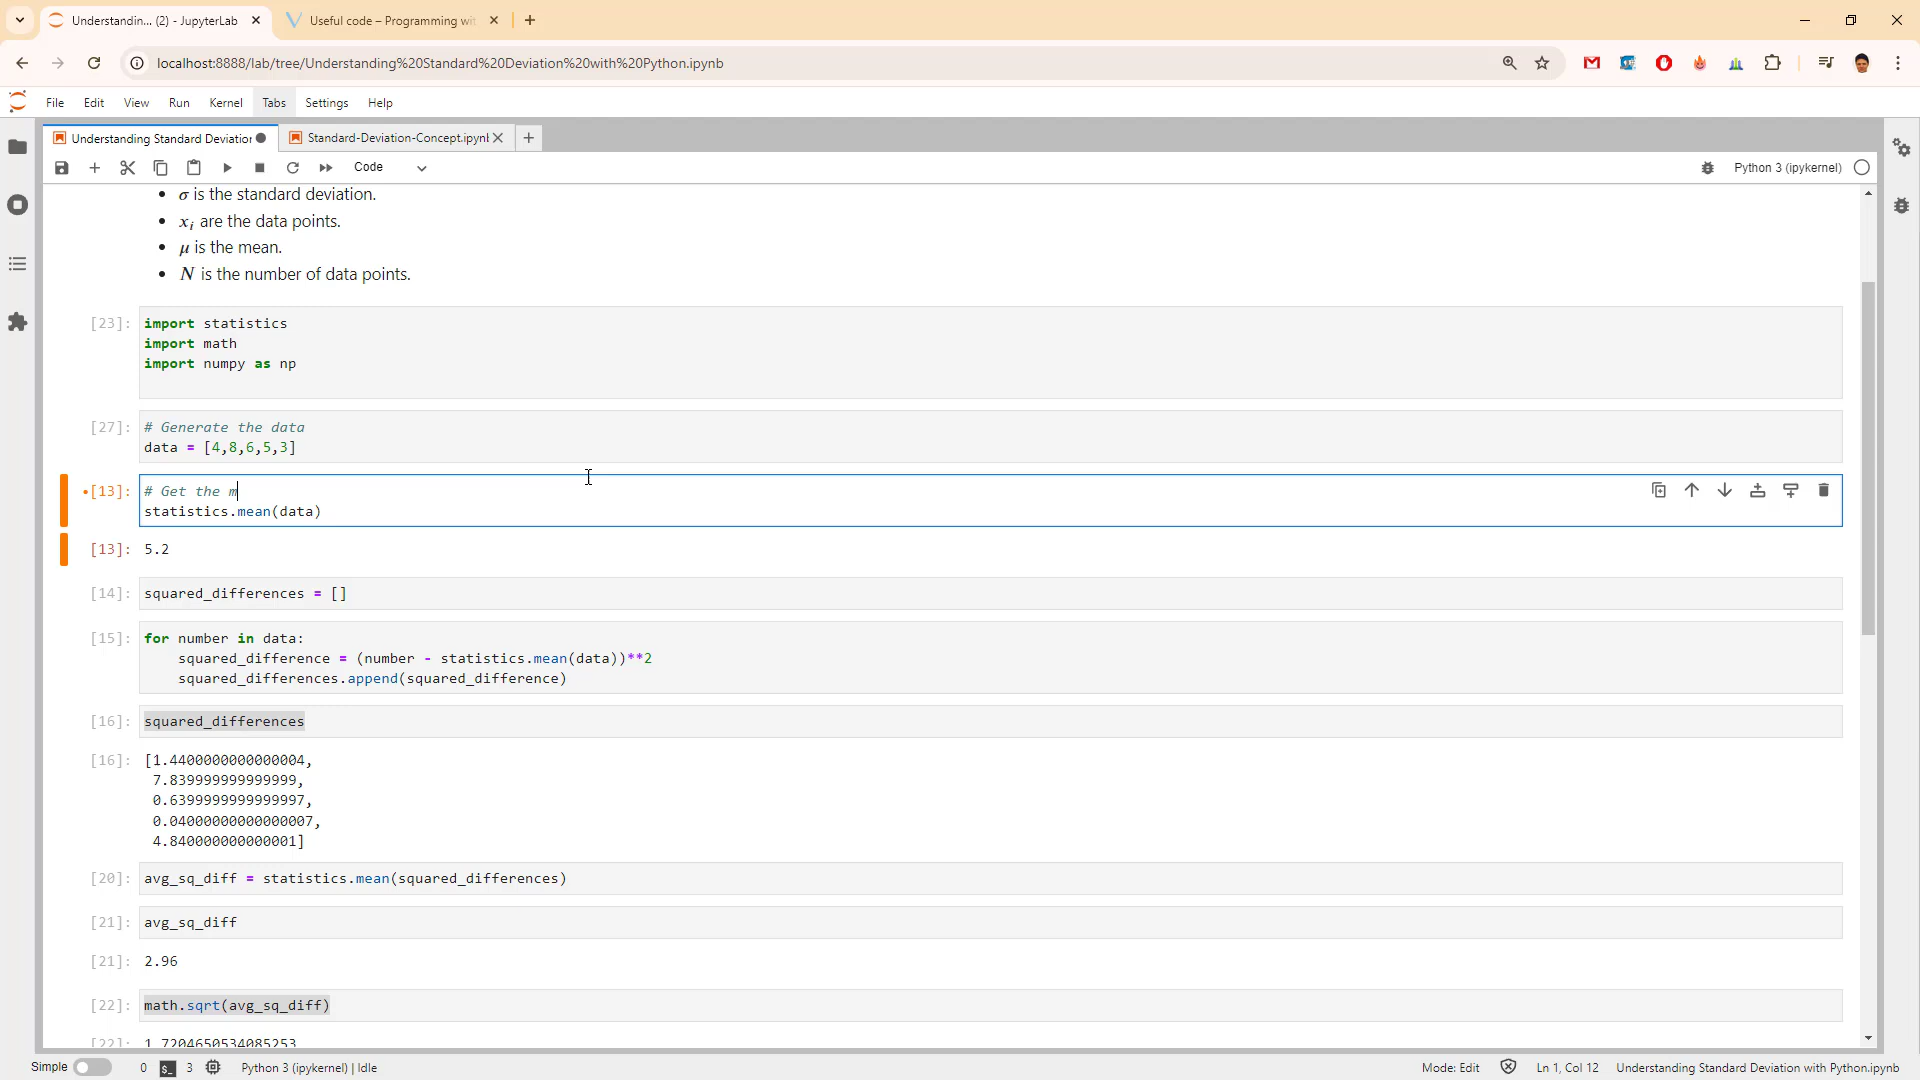 Understandin... (2) - JupyterLab
Useful code – Programming wit
localhost:8888/lab/tree/Understanding%20Standard%20Deviation%20with%20Python.ipynb
File Edit View Run Kernel Tabs Settings Help
Understanding Standard Deviation
Standard-Deviation-Concept.ipynb
Code
Python 3 (ipykernel)
• σ is the standard deviation.
• xi are the data points.
• μ is the mean.
• N is the number of data points.
[23]: import statistics
import math
import numpy as np
[27]: # Generate the data
data = [4,8,6,5,3]
•[13]: # Get the m
statistics.mean(data)
[13]: 5.2
[14]: squared_differences = []
[15]: for number in data:
squared_difference = (number - statistics.mean(data))**2
squared_differences.append(squared_difference)
[16]: squared_differences
[16]: [1.4400000000000004,
7.839999999999999,
0.6399999999999997,
0.04000000000000007,
4.840000000000001]
[20]: avg_sq_diff = statistics.mean(squared_differences)
[21]: avg_sq_diff
[21]: 2.96
[22]: math.sqrt(avg_sq_diff)
[22]: 1.7204650534085253
Simple 0 $_ 3 Python 3 (ipykernel) | Idle Mode: Edit Ln 1, Col 12 Understanding Standard Deviation with Python.ipynb